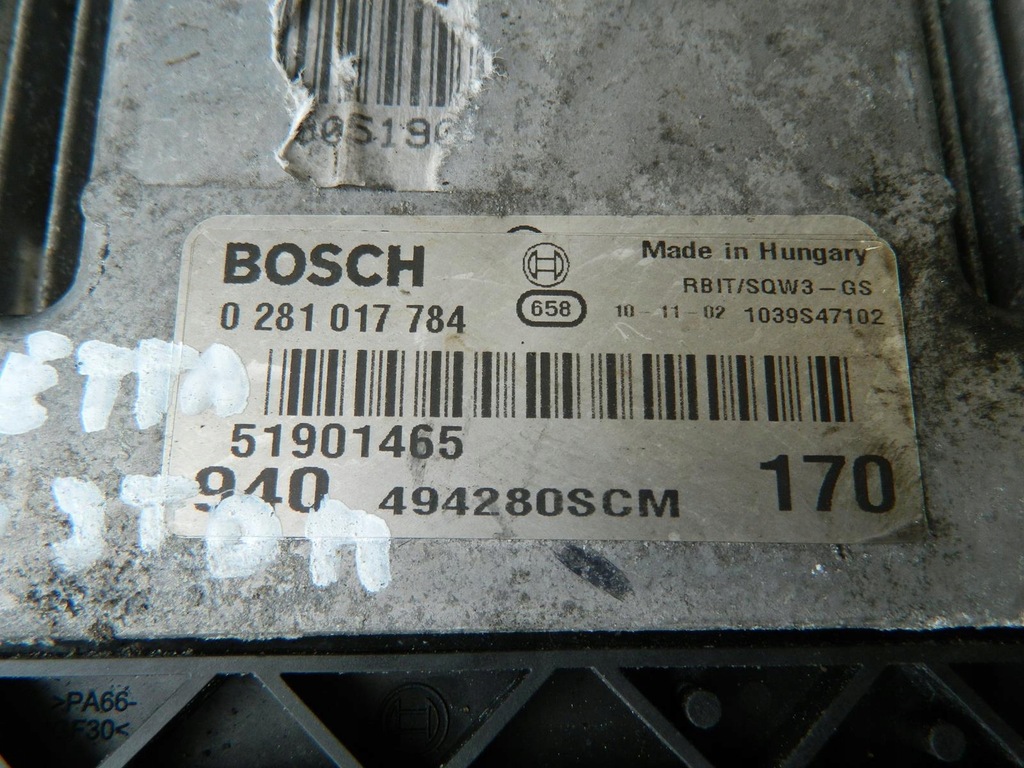 BOSCH
Made in Hungary
RBIT/SQW3-GS
0 281 017 784
658
10-11-02 1039S47102
51901465
940 494280SCM 170
>PA66-